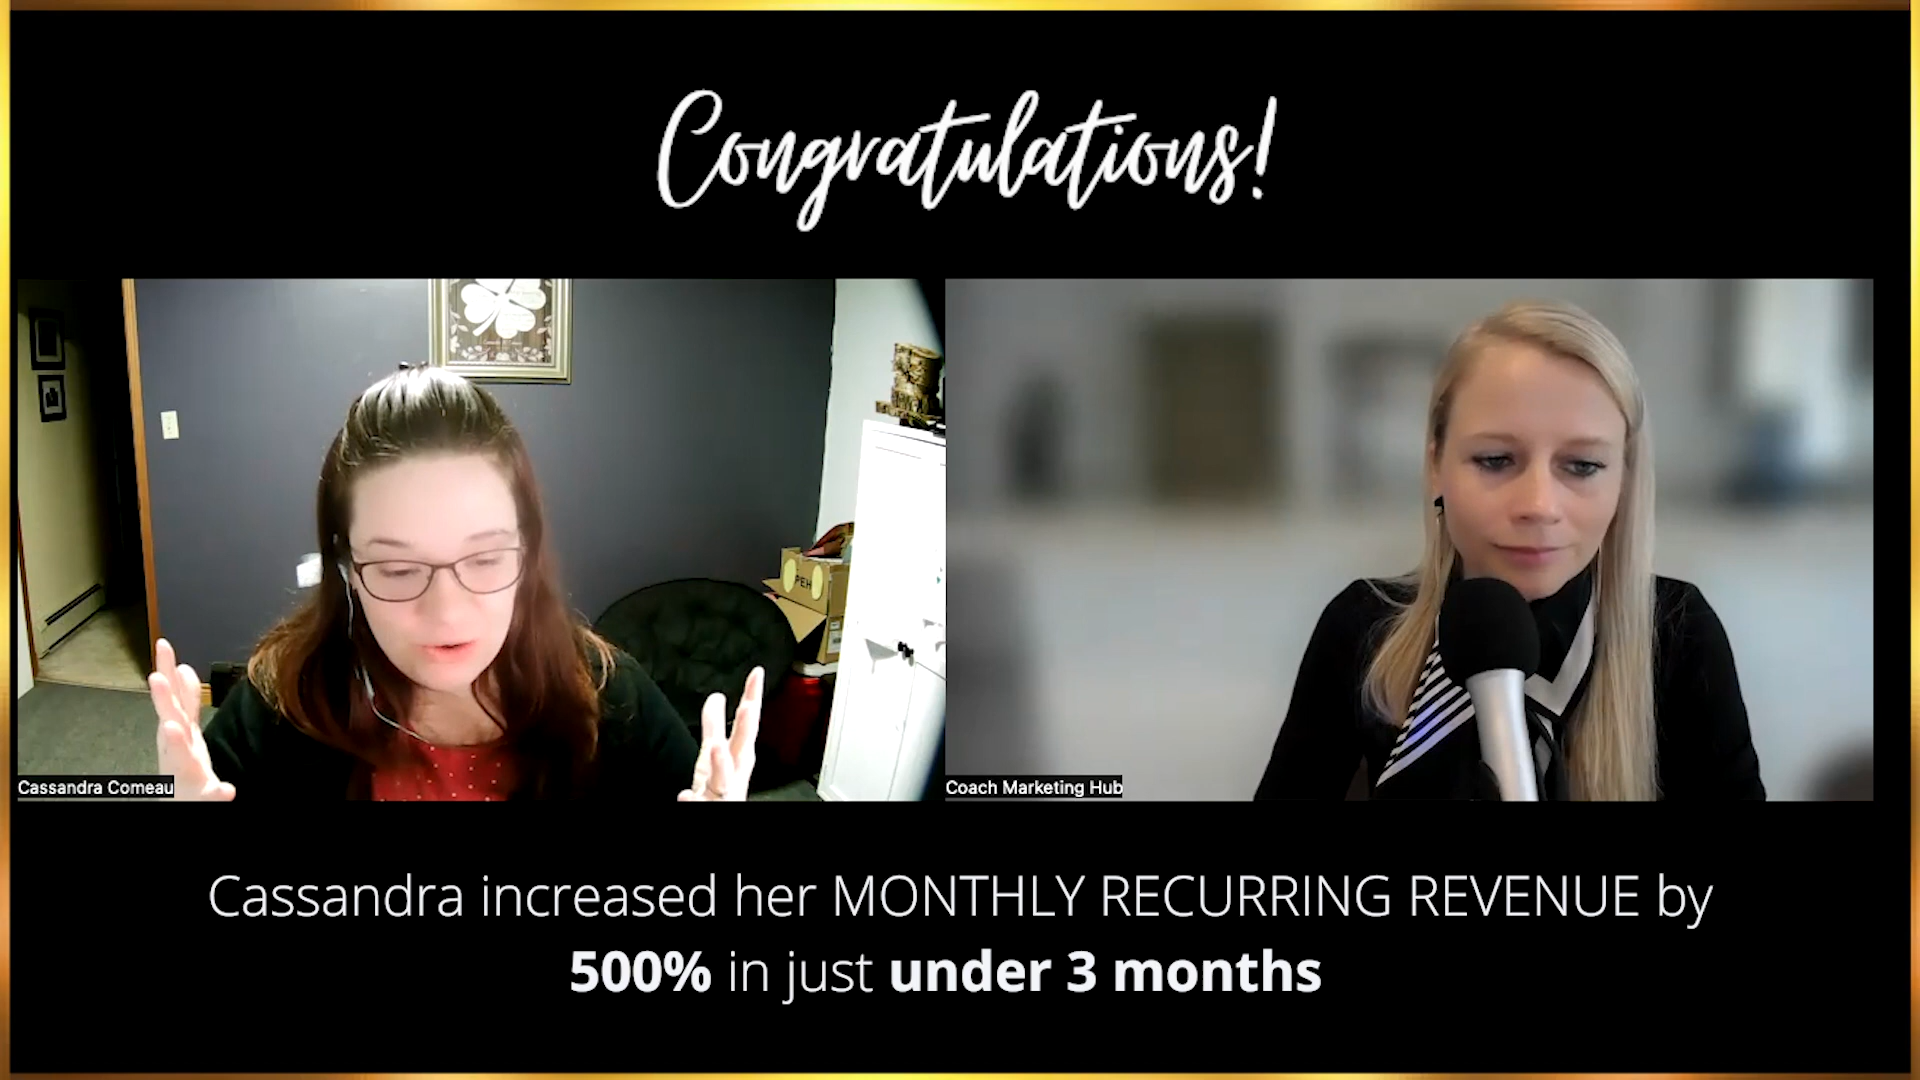 Congratulations!
PEH
Cassandra Comeau
Coach Marketing Hub
Cassandra increased her MONTHLY RECURRING REVENUE by
500% in just under 3 months